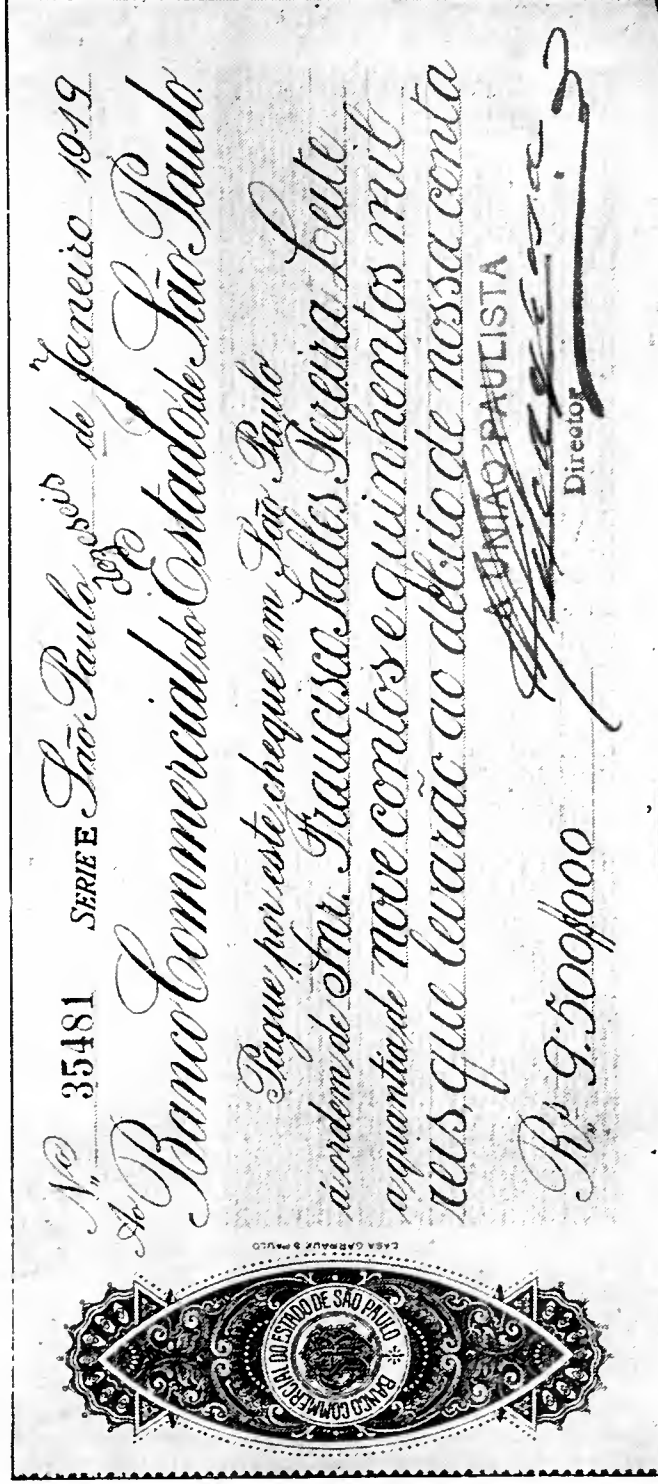 Nº 35481 SERIE E São Paulo dezeseis de Janeiro 1919
Ao Banco Commercial do Estado de São Paulo.
Pague por este cheque em São Paulo
á ordem de Snr. Francisco Salles Pereira Leite
a quantia de nove contos e quinhentos mil
reis, que levarão ao debito de nossa conta
A UNIÃO PAULISTA
Rs 9:500$000
Director
CASA GARRAUX S PAULO
BANCO COMMERCIAL DO ESTADO DE SÃO PAULO